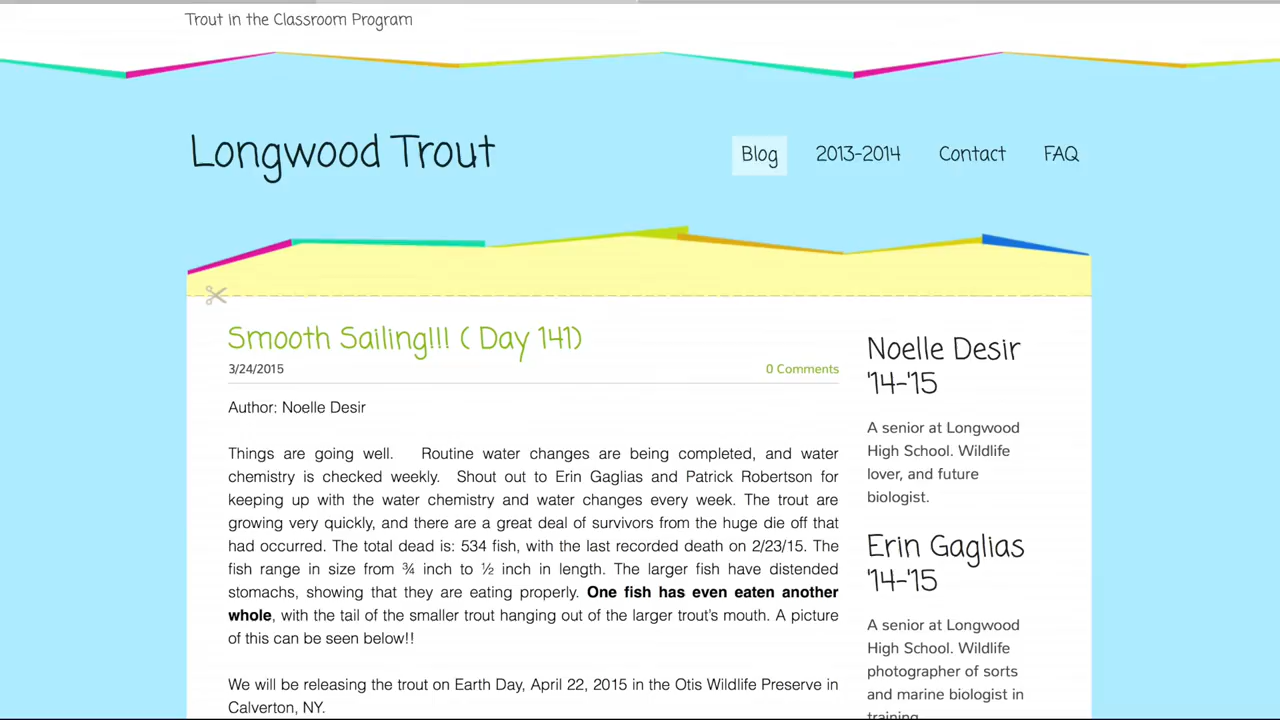 Trout In the Classroom Program
Longwood Trout
Blog
2013-2014
Contact
FAQ
Smooth Sailing!!! ( Day 141)
3/24/2015
0 Comments
Author: Noelle Desir
Things are going well. Routine water changes are being completed, and water
chemistry is checked weekly. Shout out to Erin Gaglias and Patrick Robertson for
keeping up with the water chemistry and water changes every week. The trout are
growing very quickly, and there are a great deal of survivors from the huge die off that
had occurred. The total dead is: 534 fish, with the last recorded death on 2/23/15. The
fish range in size from ¾ inch to ½ inch in length. The larger fish have distended
stomachs, showing that they are eating properly. One fish has even eaten another
whole, with the tail of the smaller trout hanging out of the larger trout's mouth. A picture
of this can be seen below!!
We will be releasing the trout on Earth Day, April 22, 2015 in the Otis Wildlife Preserve in
Calverton, NY.
Noelle Desir
'14-'15
A senior at Longwood
High School. Wildlife
lover, and future
biologist.
Erin Gaglias
'14-'15
A senior at Longwood
High School. Wildlife
photographer of sorts
and marine biologist in
training.